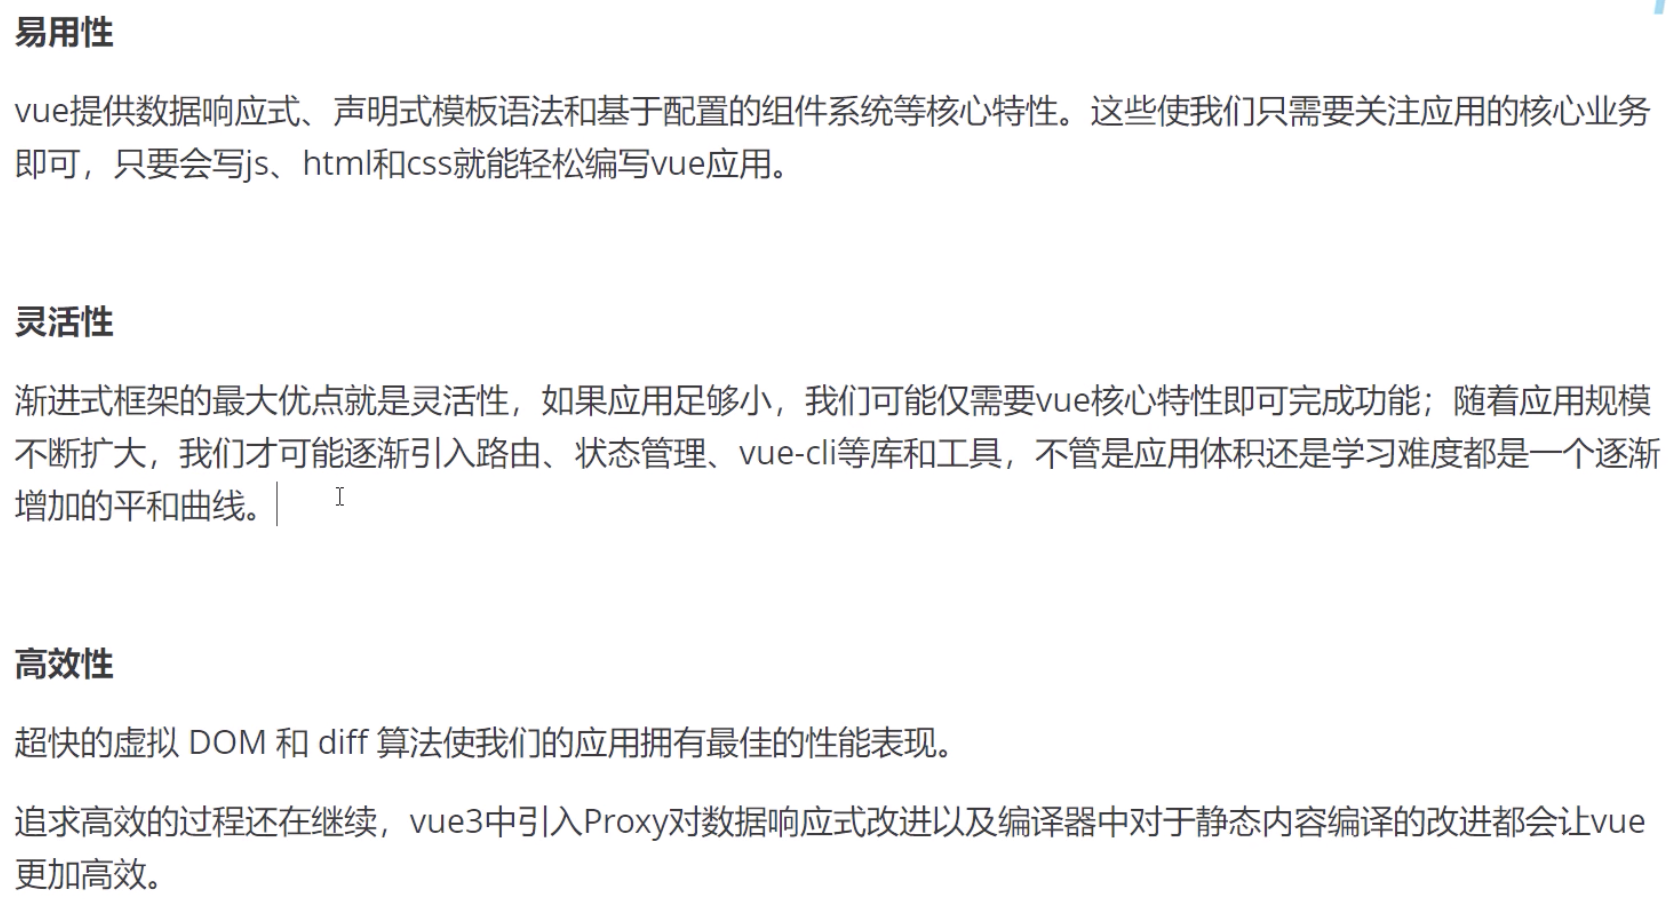 易用性
vue提供数据响应式、声明式模板语法和基于配置的组件系统等核心特性。这些使我们只需要关注应用的核心业务
即可，只要会写js、html和css就能轻松编写vue应用。
灵活性
渐进式框架的最大优点就是灵活性，如果应用足够小，我们可能仅需要vue核心特性即可完成功能；随着应用规模
不断扩大，我们才可能逐渐引入路由、状态管理、vue-cli等库和工具，不管是应用体积还是学习难度都是一个逐渐
增加的平和曲线。
高效性
超快的虚拟 DOM 和 diff 算法使我们的应用拥有最佳的性能表现。
追求高效的过程还在继续，vue3中引入Proxy对数据响应式改进以及编译器中对于静态内容编译的改进都会让vue
更加高效。